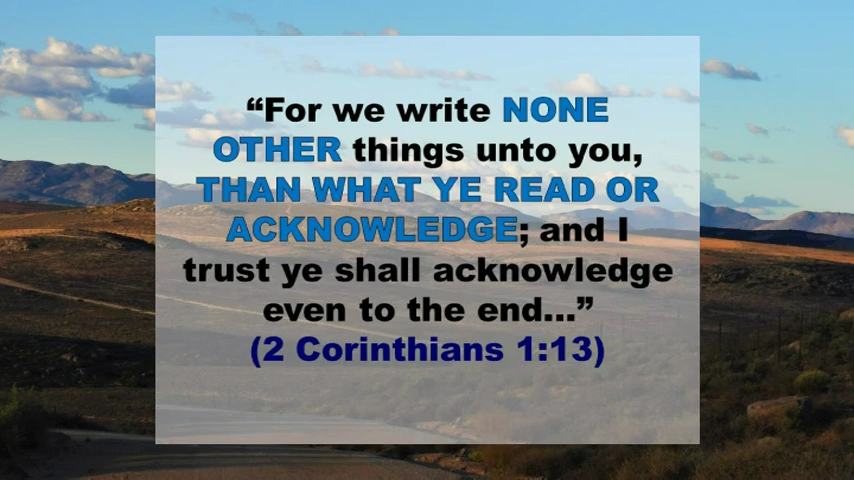 “For we write NONE
OTHER things unto you,
THAN WHAT YE READ OR
ACKNOWLEDGE; and I
trust ye shall acknowledge
even to the end...”
(2 Corinthians 1:13)